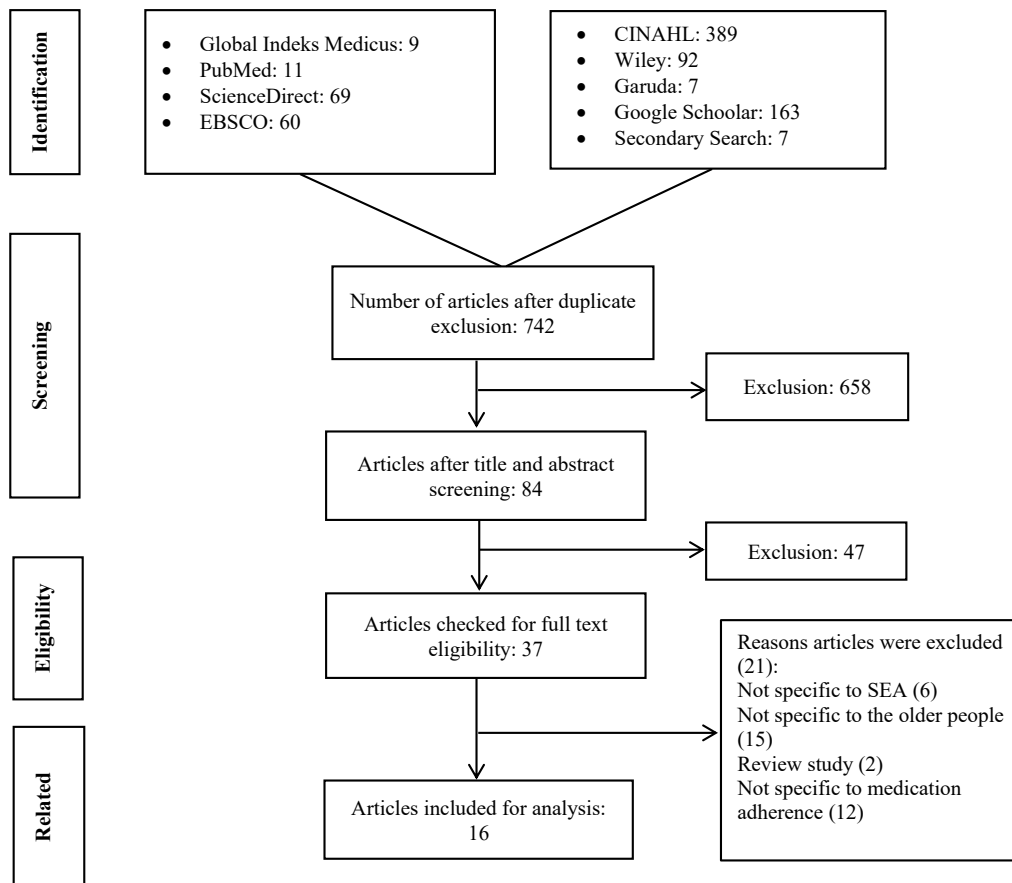 Identification
• Global Indeks Medicus: 9
• PubMed: 11
• ScienceDirect: 69
• EBSCO: 60
• CINAHL: 389
• Wiley: 92
• Garuda: 7
• Google Schoolar: 163
• Secondary Search: 7
Screening
Number of articles after duplicate
exclusion: 742
Exclusion: 658
Articles after title and abstract
screening: 84
Exclusion: 47
Eligibility
Articles checked for full text
eligibility: 37
Reasons articles were excluded
(21):
Not specific to SEA (6)
Not specific to the older people
(15)
Review study (2)
Not specific to medication
adherence (12)
Related
Articles included for analysis:
16